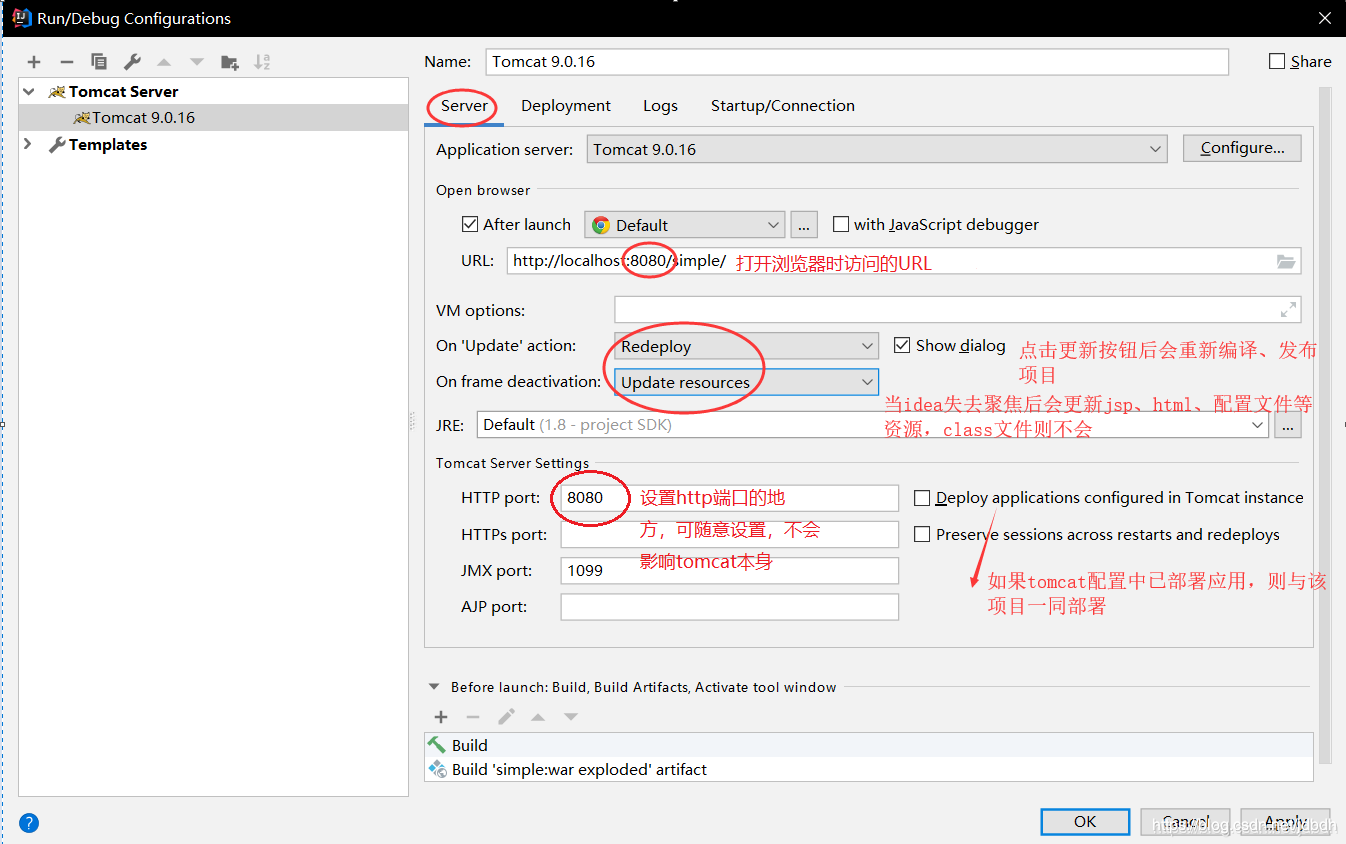 Run/Debug Configurations
Tomcat Server
Tomcat 9.0.16
Templates
Name: Tomcat 9.0.16 Share
Server Deployment Logs Startup/Connection
Application server: Tomcat 9.0.16 Configure...
Open browser
After launch Default ... with JavaScript debugger
URL: http://localhost:8080/simple/ 打开浏览器时访问的URL
VM options:
On 'Update' action: Redeploy Show dialog
点击更新按钮后会重新编译、发布
项目
On frame deactivation: Update resources
当idea失去聚焦后会更新jsp、html、配置文件等
资源，class文件则不会
JRE: Default (1.8 - project SDK) ...
Tomcat Server Settings
HTTP port: 8080
设置http端口的地
方，可随意设置，不会
影响tomcat本身
Deploy applications configured in Tomcat instance
HTTPs port:
Preserve sessions across restarts and redeploys
JMX port: 1099
如果tomcat配置中已部署应用，则与该
项目一同部署
AJP port:
Before launch: Build, Build Artifacts, Activate tool window
Build
Build 'simple:war exploded' artifact
? OK Cancel Apply